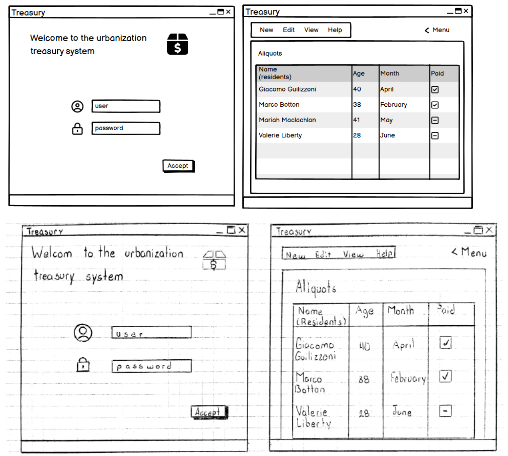 Treasury
Welcome to the urbanization
treasury system
$
user
password
Accept
Treasury
New Edit View Help
< Menu
Aliquots
Name
(residents) Age Month Paid
Giacomo Guilizzoni 40 April
Marco Botton 38 February
Mariah Maclachlan 41 May
Valerie Liberty 28 June
Treasury
Welcom to the urbanization
treasury system
$
user
password
Accept
Treasury
New Edit View Help
< Menu
Aliquots
Name Age Month Paid
(Residents)
Giacomo 40 April
Guilizzoni
Marco 38 February
Botton
Valerie 28 June
Liberty